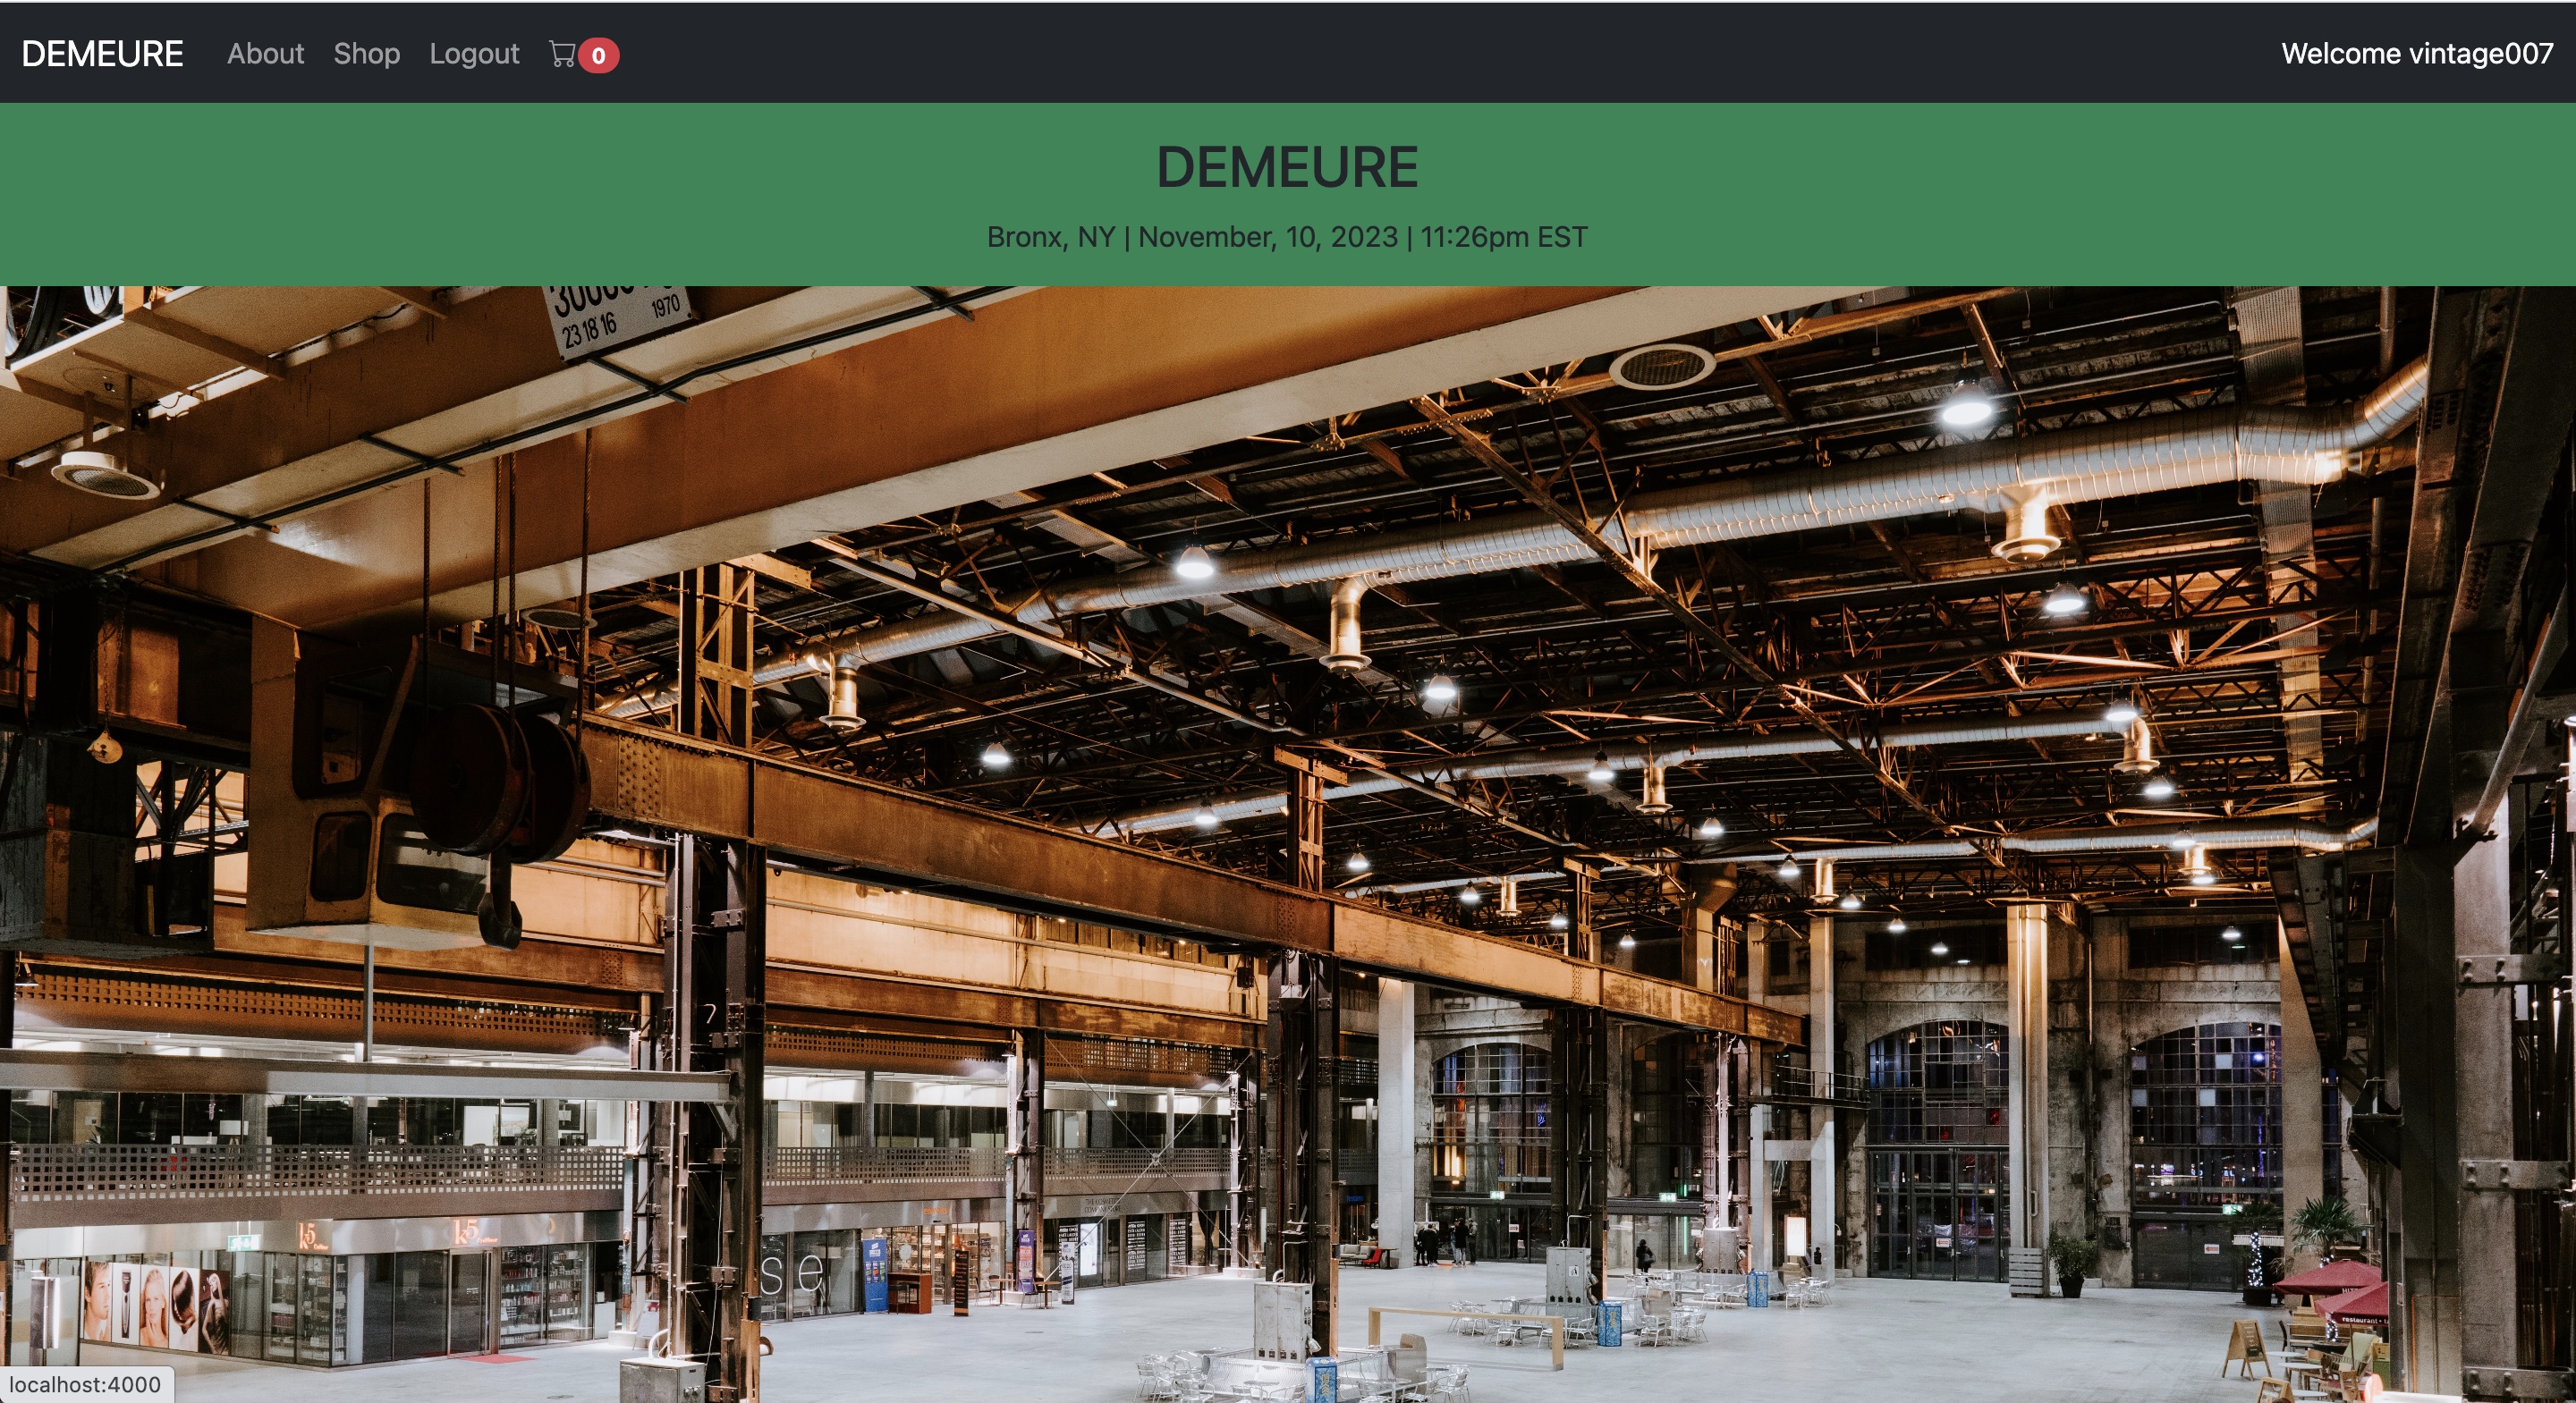 DEMEURE About Shop Logout 0 Welcome vintage007
DEMEURE
Bronx, NY | November, 10, 2023 | 11:26pm EST
1970
23 18 16
7
k5
k5
se
localhost:4000